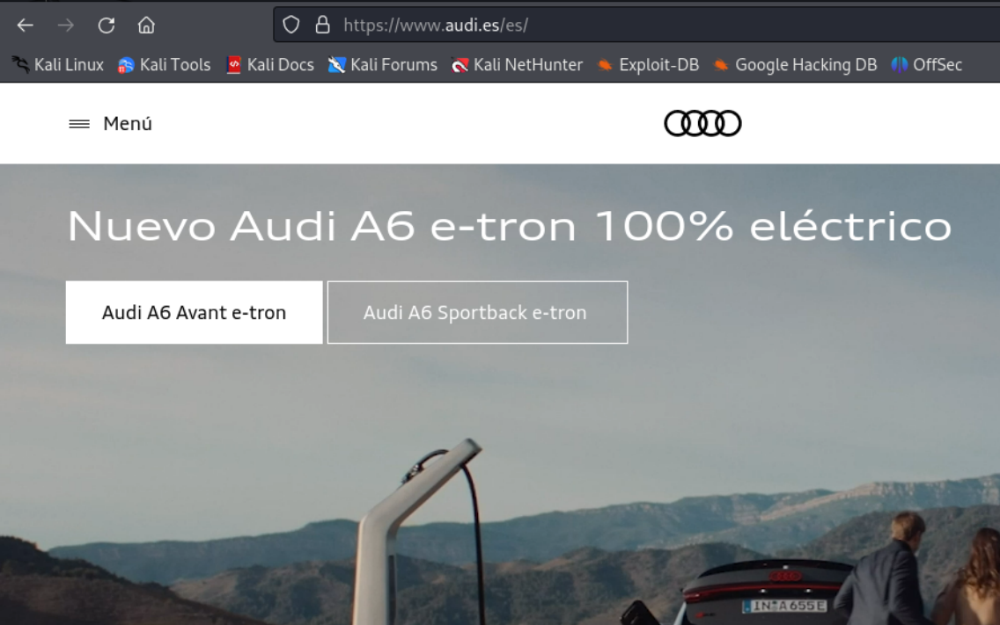 https://www.audi.es/es/
Kali Linux Kali Tools Kali Docs Kali Forums Kali NetHunter Exploit-DB Google Hacking DB OffSec
Menú
Nuevo Audi A6 e-tron 100% eléctrico
Audi A6 Avant e-tron Audi A6 Sportback e-tron
IN A 655E